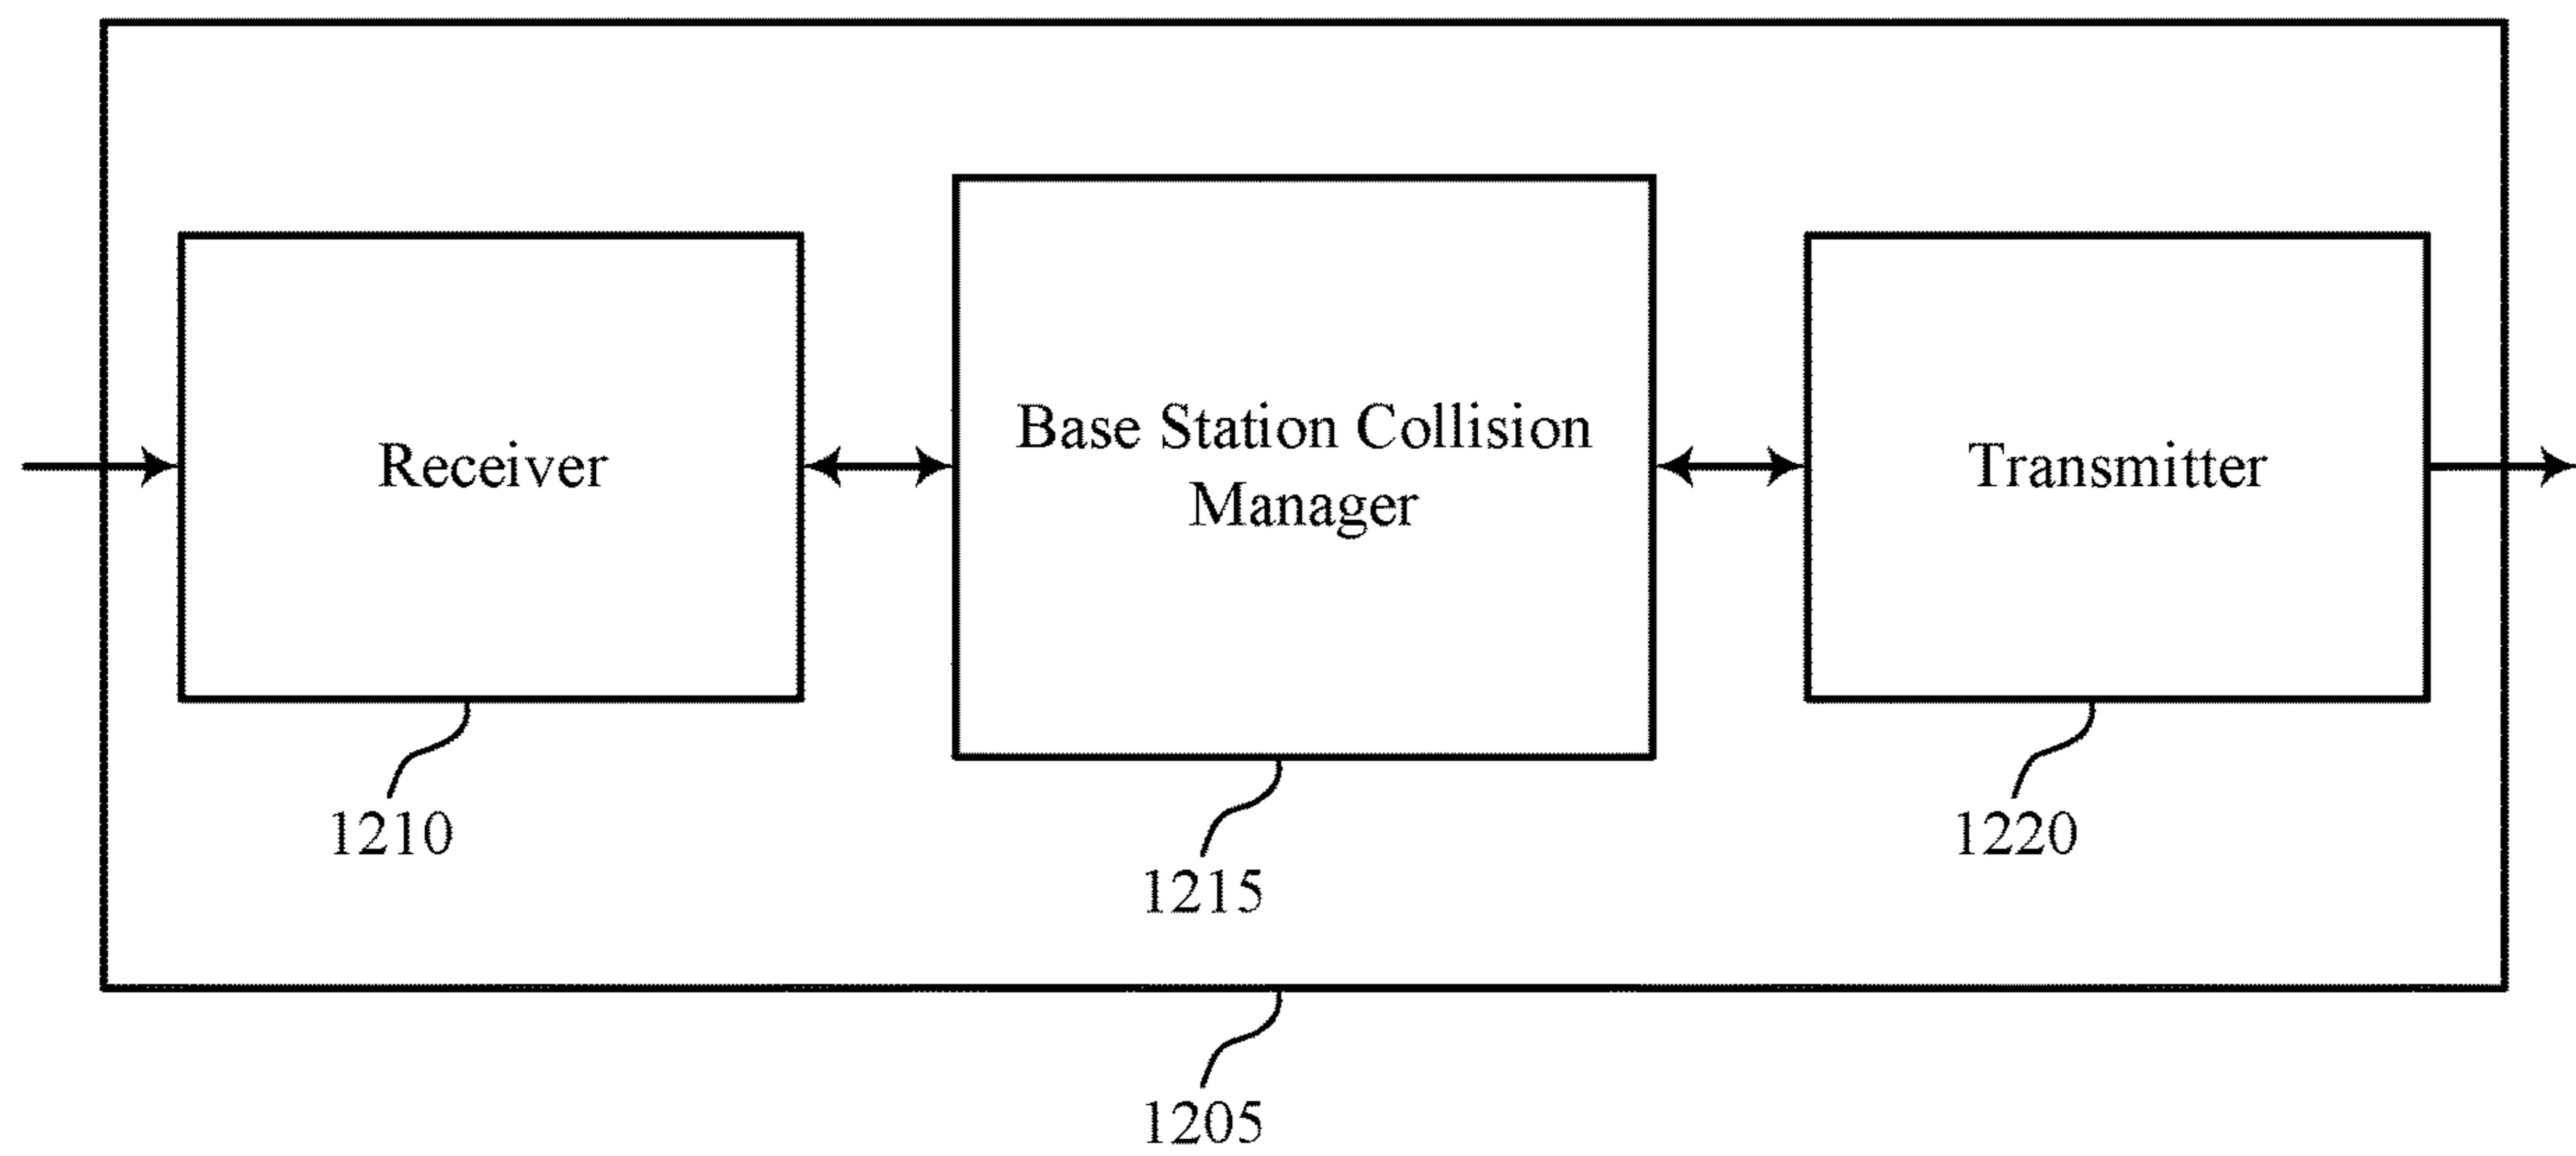 Receiver
Base Station Collision
Manager
Transmitter
1210
1215
1220
1205